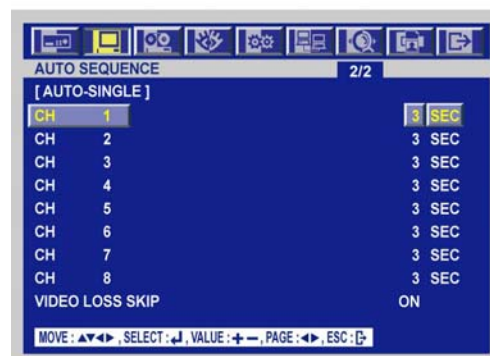 AUTO SEQUENCE 2/2
[ AUTO-SINGLE ]
CH 1 3 SEC
CH 2 3 SEC
CH 3 3 SEC
CH 4 3 SEC
CH 5 3 SEC
CH 6 3 SEC
CH 7 3 SEC
CH 8 3 SEC
VIDEO LOSS SKIP ON
MOVE : ▲▼◀▶ , SELECT : ↲ , VALUE : + − , PAGE : ◀▶ , ESC :